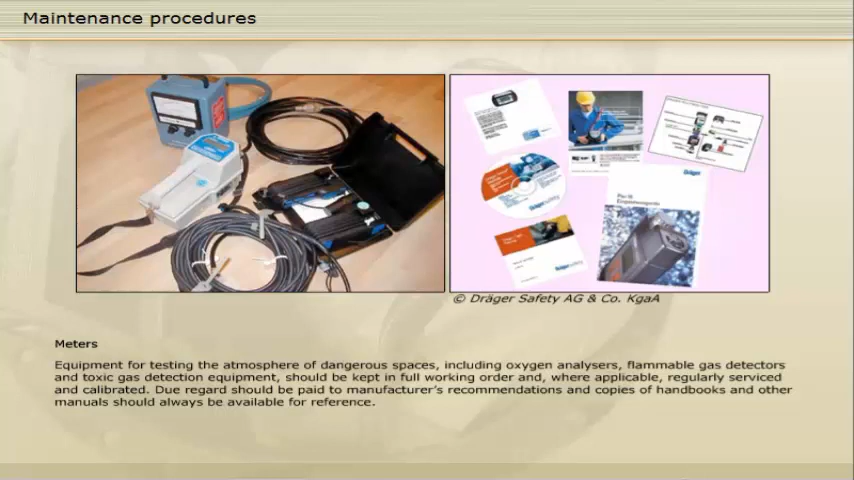 Maintenance procedures
Dräger
Dräger
© Dräger Safety AG & Co. KgaA
Meters
Equipment for testing the atmosphere of dangerous spaces, including oxygen analysers, flammable gas detectors
and toxic gas detection equipment, should be kept in full working order and, where applicable, regularly serviced
and calibrated. Due regard should be paid to manufacturer's recommendations and copies of handbooks and other
manuals should always be available for reference.